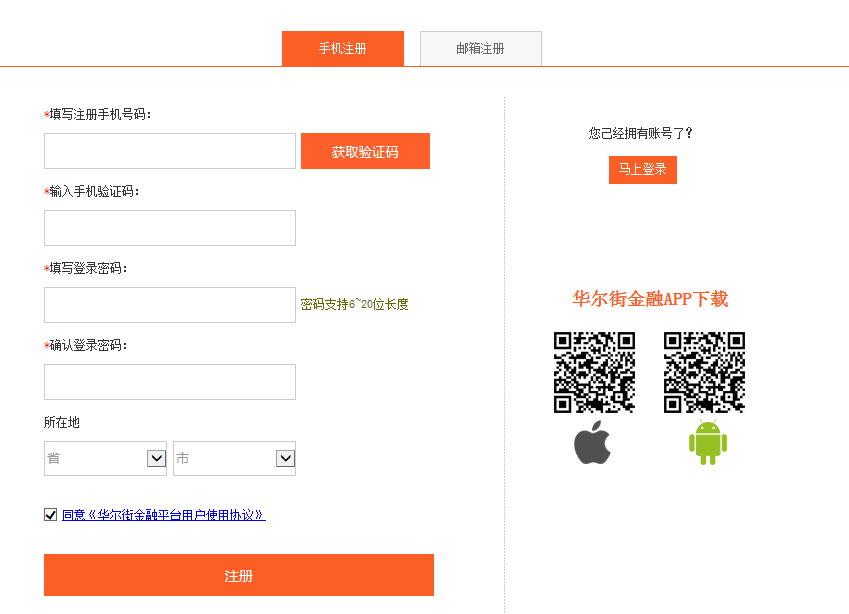 手机注册
邮箱注册
*填写注册手机号码:
获取验证码
*输入手机验证码:
*填写登录密码:
密码支持6~20位长度
*确认登录密码:
所在地
省
市
同意《华尔街金融平台用户使用协议》
注册
您己经拥有账号了?
马上登录
华尔街金融APP下载